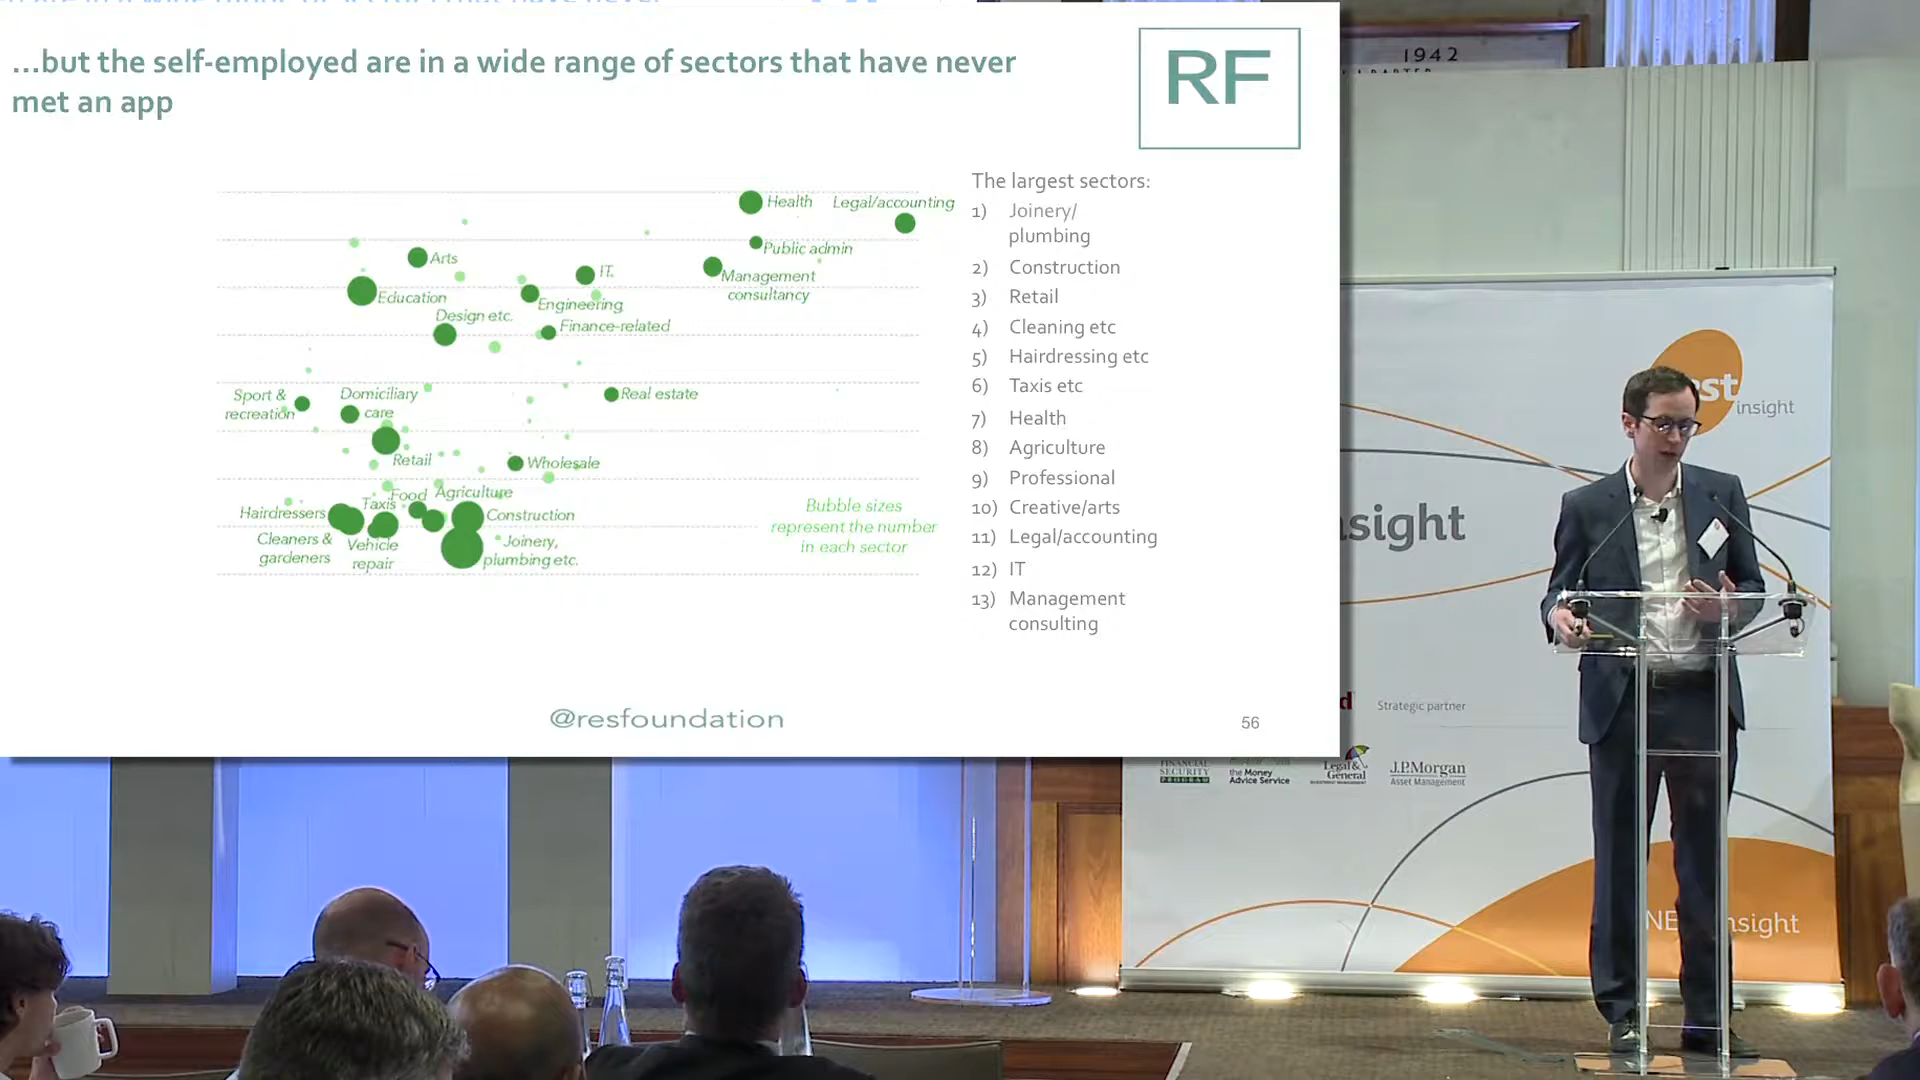 ...but the self-employed are in a wide range of sectors that have never
met an app
RF
1942
Health
Legal/accounting
Public admin
Arts
IT.
Management
consultancy
Education
Engineering
Design etc.
Finance-related
Sport &
recreation
Domiciliary
care
Real estate
Retail
Wholesale
Food
Agriculture
Taxis
Hairdressers
Construction
Cleaners &
gardeners
Vehicle
repair
Joinery,
plumbing etc.
Bubble sizes
represent the number
in each sector
The largest sectors:
1) Joinery/
plumbing
2) Construction
3) Retail
4) Cleaning etc
5) Hairdressing etc
6) Taxis etc
7) Health
8) Agriculture
9) Professional
10) Creative/arts
11) Legal/accounting
12) IT
13) Management
consulting
@resfoundation
56
insight
Strategic partner
SECURITY
PROGRAM
the Money
Advice Service
Legal &
General
J.P.Morgan
Asset Management